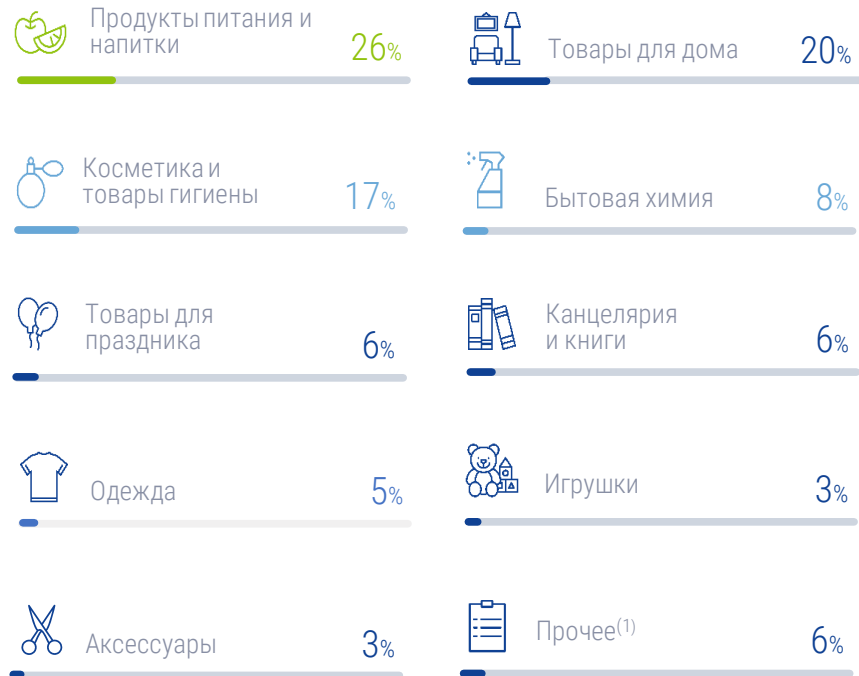 Продукты питания и
напитки
26%
Товары для дома
20%
Косметика и
товары гигиены
17%
Бытовая химия
8%
Товары для
праздника
6%
Канцелярия
и книги
6%
Одежда
5%
Игрушки
3%
Аксессуары
3%
Прочее(1)
6%